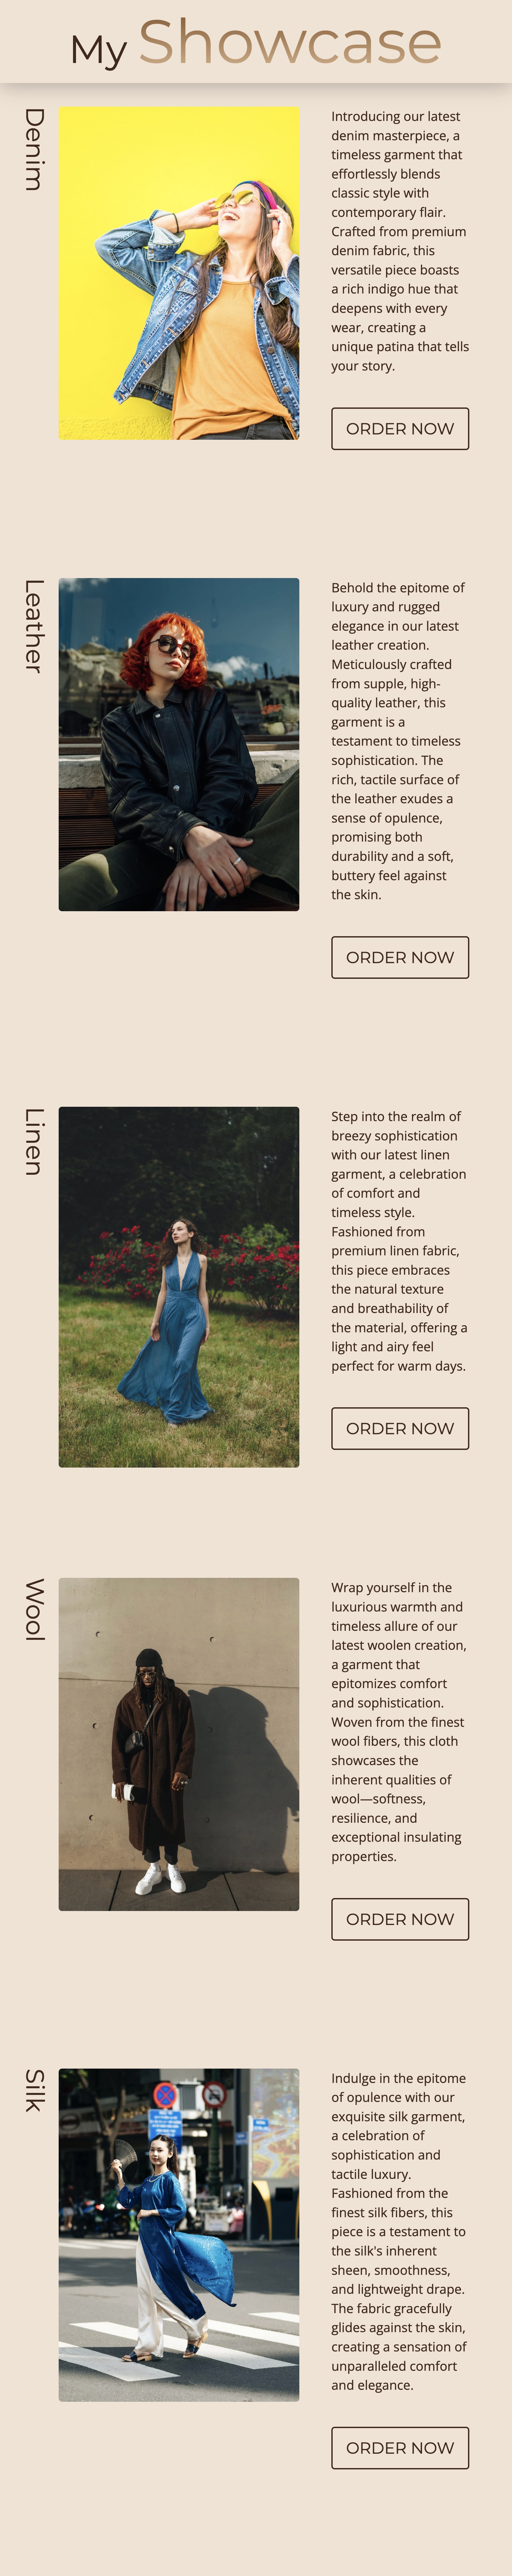 My Showcase
Denim
Introducing our latest
denim masterpiece, a
timeless garment that
effortlessly blends
classic style with
contemporary flair.
Crafted from premium
denim fabric, this
versatile piece boasts
a rich indigo hue that
deepens with every
wear, creating a
unique patina that tells
your story.
ORDER NOW
Leather
Behold the epitome of
luxury and rugged
elegance in our latest
leather creation.
Meticulously crafted
from supple, high-
quality leather, this
garment is a
testament to timeless
sophistication. The
rich, tactile surface of
the leather exudes a
sense of opulence,
promising both
durability and a soft,
buttery feel against
the skin.
ORDER NOW
Linen
Step into the realm of
breezy sophistication
with our latest linen
garment, a celebration
of comfort and
timeless style.
Fashioned from
premium linen fabric,
this piece embraces
the natural texture
and breathability of
the material, offering a
light and airy feel
perfect for warm days.
ORDER NOW
Wool
Wrap yourself in the
luxurious warmth and
timeless allure of our
latest woolen creation,
a garment that
epitomizes comfort
and sophistication.
Woven from the finest
wool fibers, this cloth
showcases the
inherent qualities of
wool—softness,
resilience, and
exceptional insulating
properties.
ORDER NOW
Silk
Indulge in the epitome
of opulence with our
exquisite silk garment,
a celebration of
sophistication and
tactile luxury.
Fashioned from the
finest silk fibers, this
piece is a testament to
the silk's inherent
sheen, smoothness,
and lightweight drape.
The fabric gracefully
glides against the skin,
creating a sensation of
unparalleled comfort
and elegance.
ORDER NOW